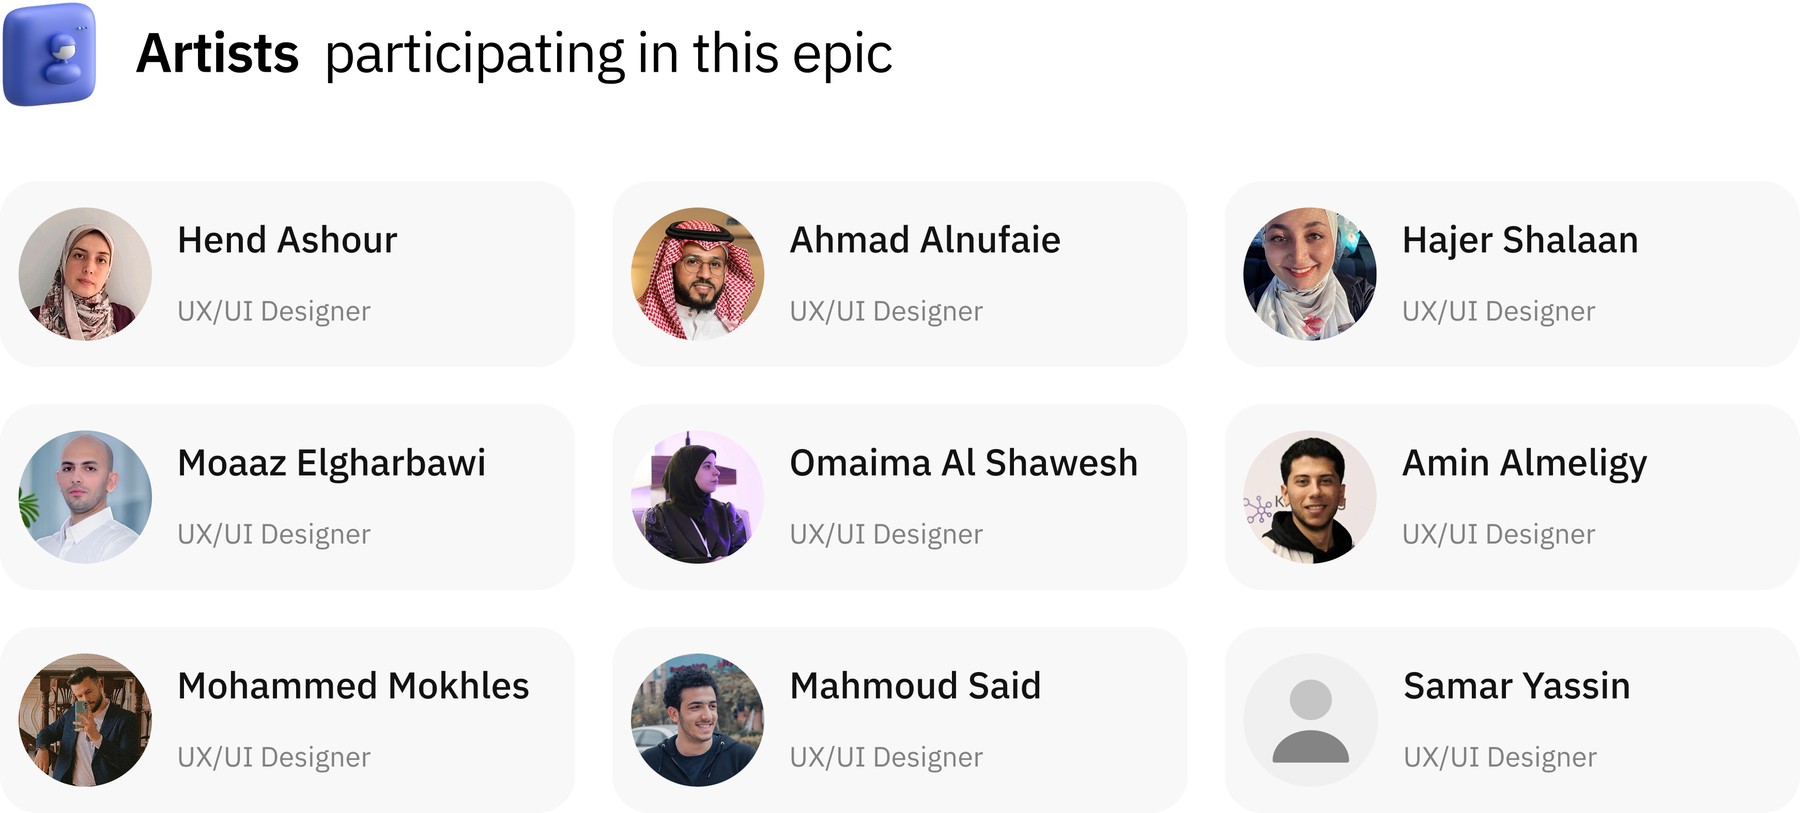 Artists participating in this epic
Hend Ashour
UX/UI Designer
Ahmad Alnufaie
UX/UI Designer
Hajer Shalaan
UX/UI Designer
Moaaz Elgharbawi
UX/UI Designer
Omaima Al Shawesh
UX/UI Designer
Amin Almeligy
UX/UI Designer
Mohammed Mokhles
UX/UI Designer
Mahmoud Said
UX/UI Designer
Samar Yassin
UX/UI Designer